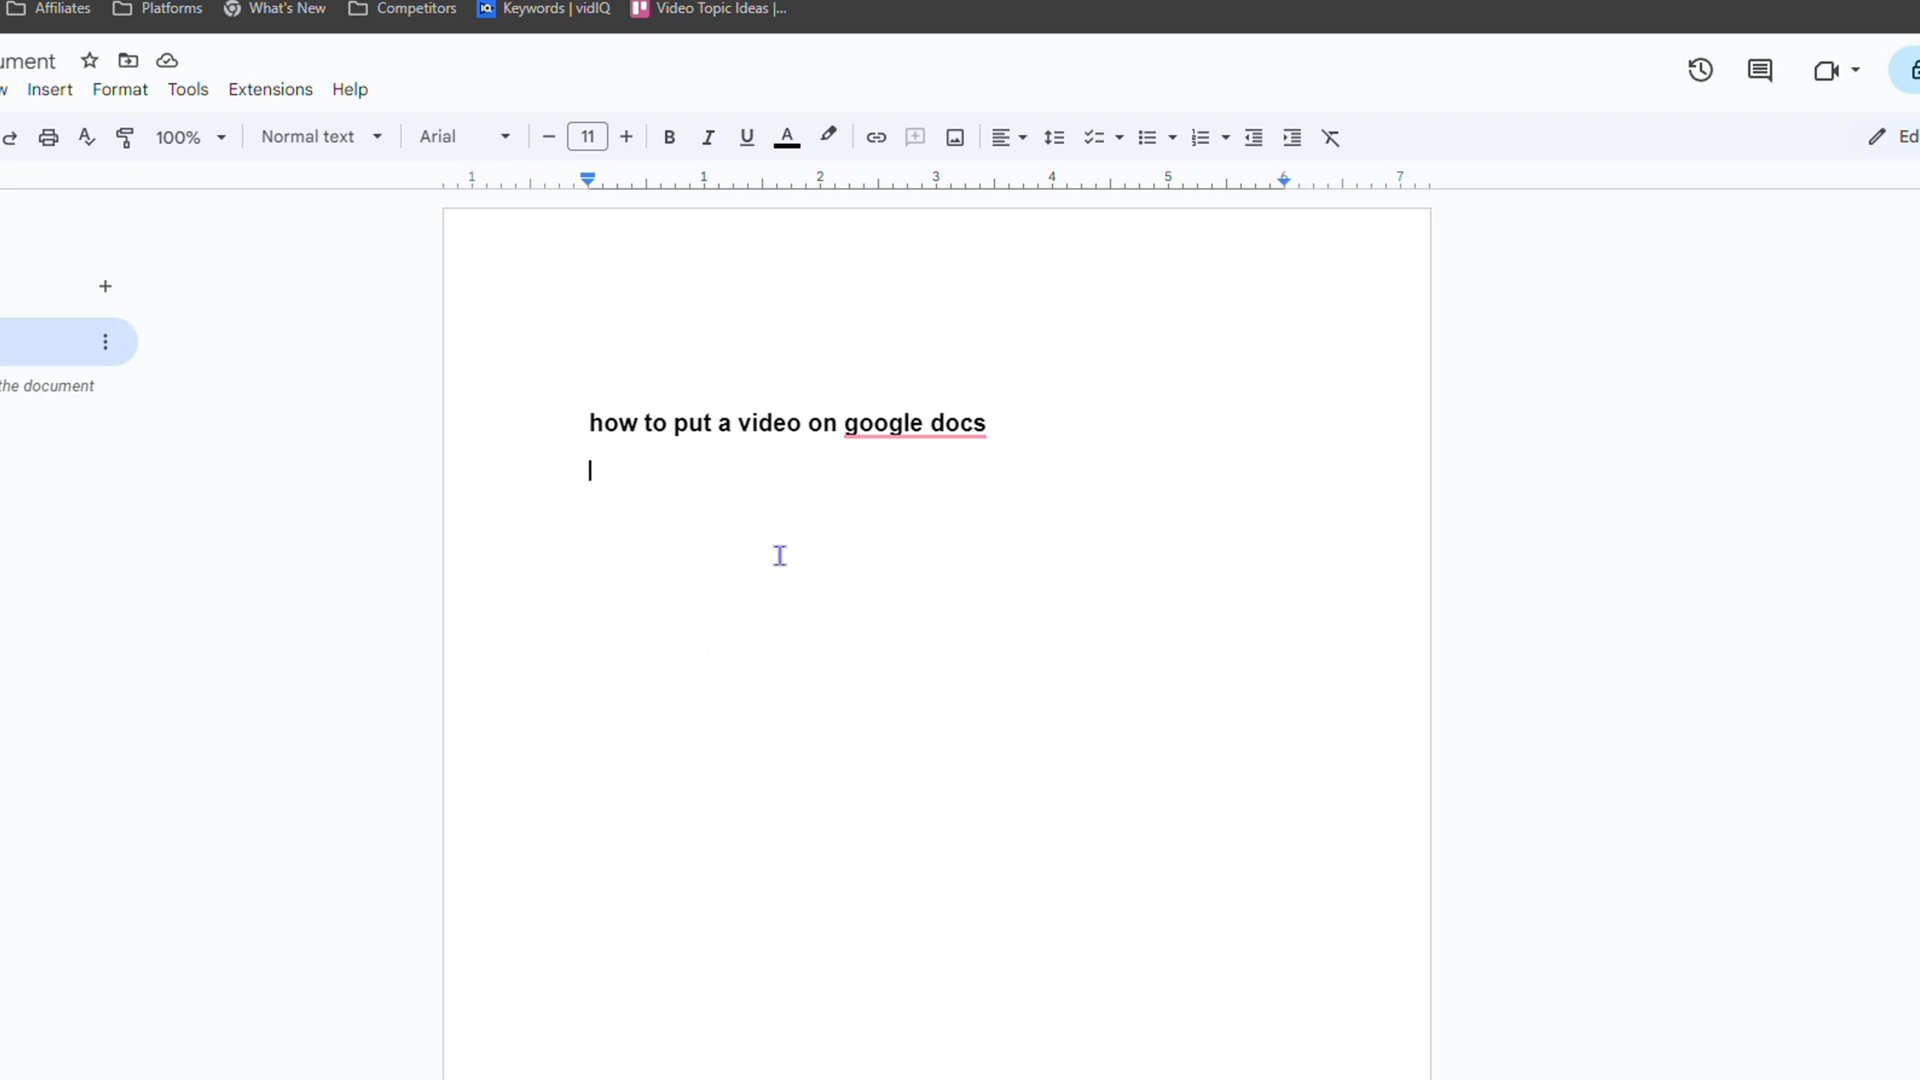 Affiliates Platforms What's New Competitors Keywords | vidIQ Video Topic Ideas |...
ument
w Insert Format Tools Extensions Help
100% Normal text Arial 11 B I U A Ed
1 1 2 3 4 5 6 7
the document
how to put a video on google docs